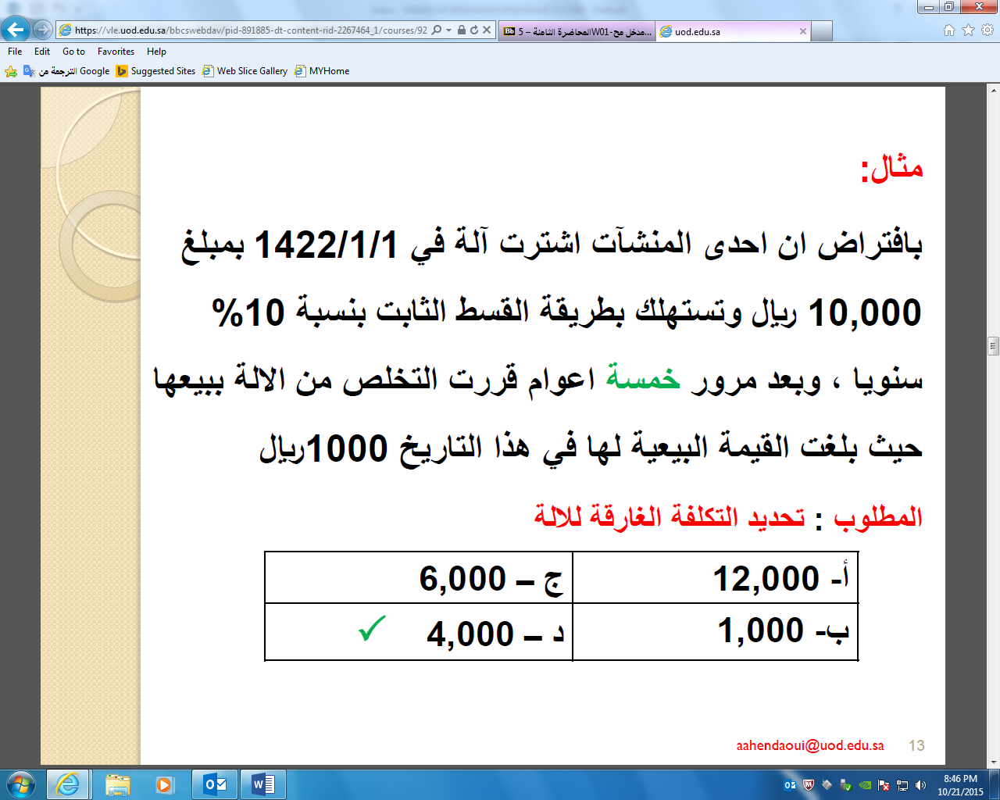 https://vle.uod.edu.sa/bbcswebdav/pid-891885-dt-content-rid-2267464_1/courses/92
المحاضرة الثامنة – 5 W01-مدخل مح...
uod.edu.sa
File Edit Go to Favorites Help
الترجمة من Google Suggested Sites Web Slice Gallery MYHome
مثال:
بافتراض ان احدى المنشآت اشترت آلة في 1422/1/1 بمبلغ
10,000 ريال وتستهلك بطريقة القسط الثابت بنسبة 10%
سنويا ، وبعد مرور خمسة اعوام قررت التخلص من الالة ببيعها
حيث بلغت القيمة البيعية لها في هذا التاريخ 1000ريال
المطلوب : تحديد التكلفة الغارقة للالة
أ- 12,000
ج – 6,000
ب- 1,000
د – 4,000 ✓
aahendaoui@uod.edu.sa 13
8:46 PM
10/21/2015